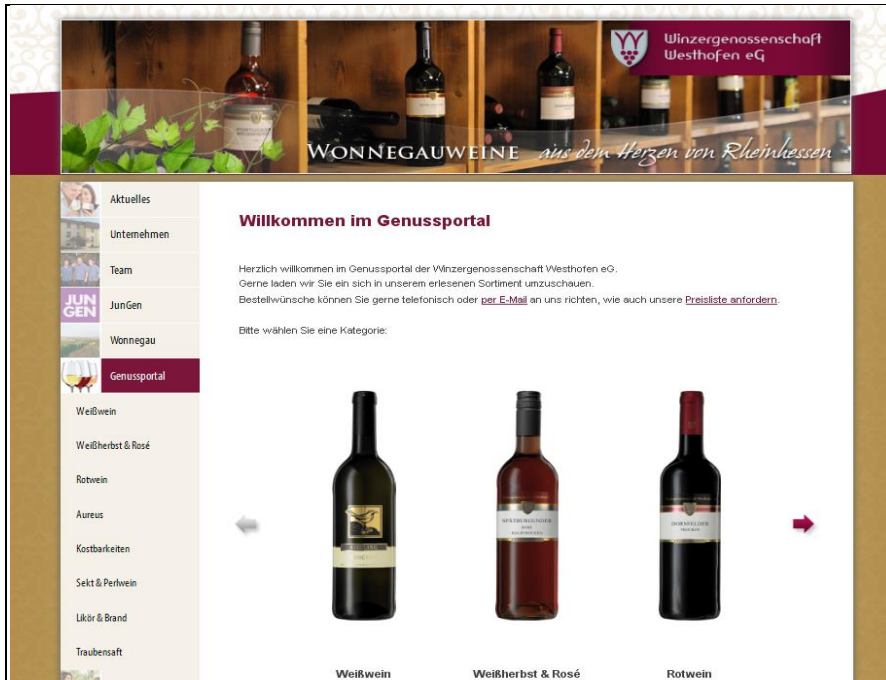 Winzergenossenschaft
Westhofen eG
WONNEGAUWEINE aus dem Herzen von Rheinhessen
Aktuelles
Unternehmen
Team
JUN
GEN
JunGen
Wonnegau
Genussportal
Weißwein
Weißherbst & Rosé
Rotwein
Aureus
Kostbarkeiten
Sekt & Perlwein
Likör & Brand
Traubensaft
Willkommen im Genussportal
Herzlich willkommen im Genussportal der Winzergenossenschaft Westhofen eG.
Gerne laden wir Sie ein sich in unserem erlesenen Sortiment umzuschauen.
Bestellwünsche können Sie gerne telefonisch oder per E-Mail an uns richten, wie auch unsere Preisliste anfordern.
Bitte wählen Sie eine Kategorie:
RIESLING
SPÄTBURGUNDER
DORNFELDER
TROCKEN
Weißwein
Weißherbst & Rosé
Rotwein